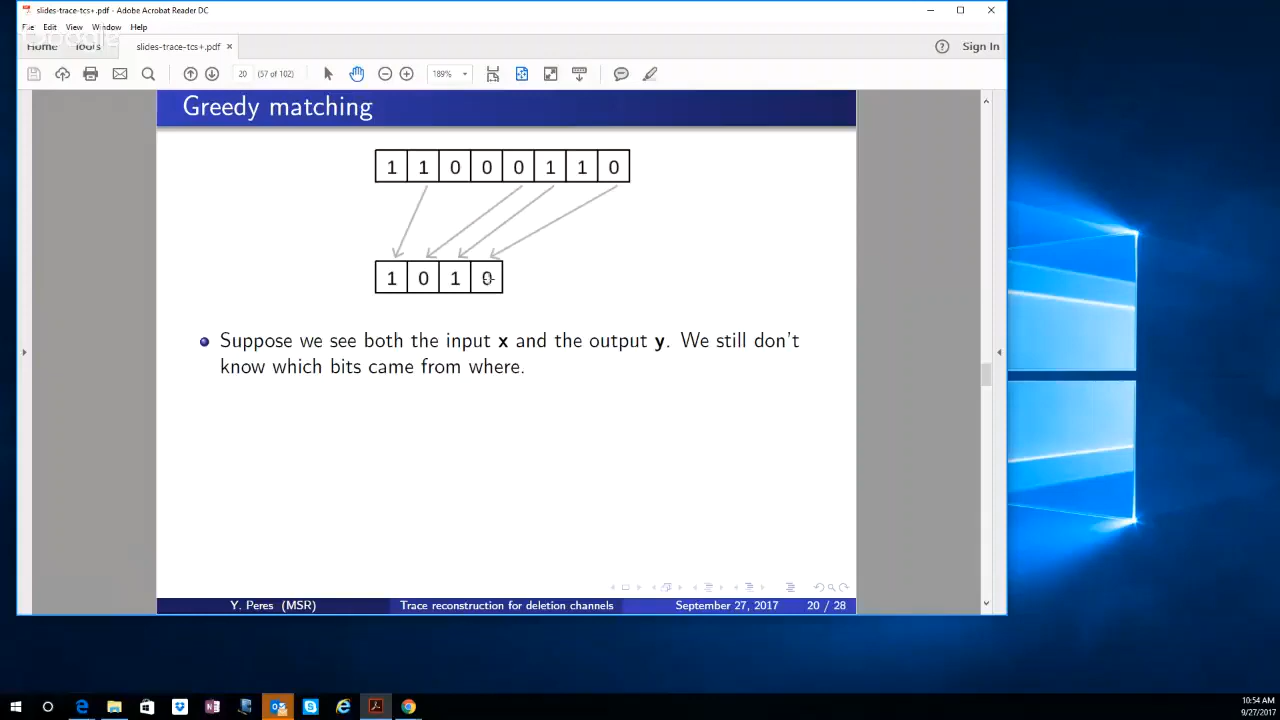 slides-trace-tcs+.pdf - Adobe Acrobat Reader DC
File Edit View Window Help
Home Tools slides-trace-tcs+.pdf × ? Sign In
20 (57 of 102) 189%
Greedy matching
1 1 0 0 0 1 1 0
1 0 1 0
Suppose we see both the input x and the output y. We still don't
know which bits came from where.
Y. Peres (MSR) Trace reconstruction for deletion channels September 27, 2017 20 / 28
10:54 AM
9/27/2017